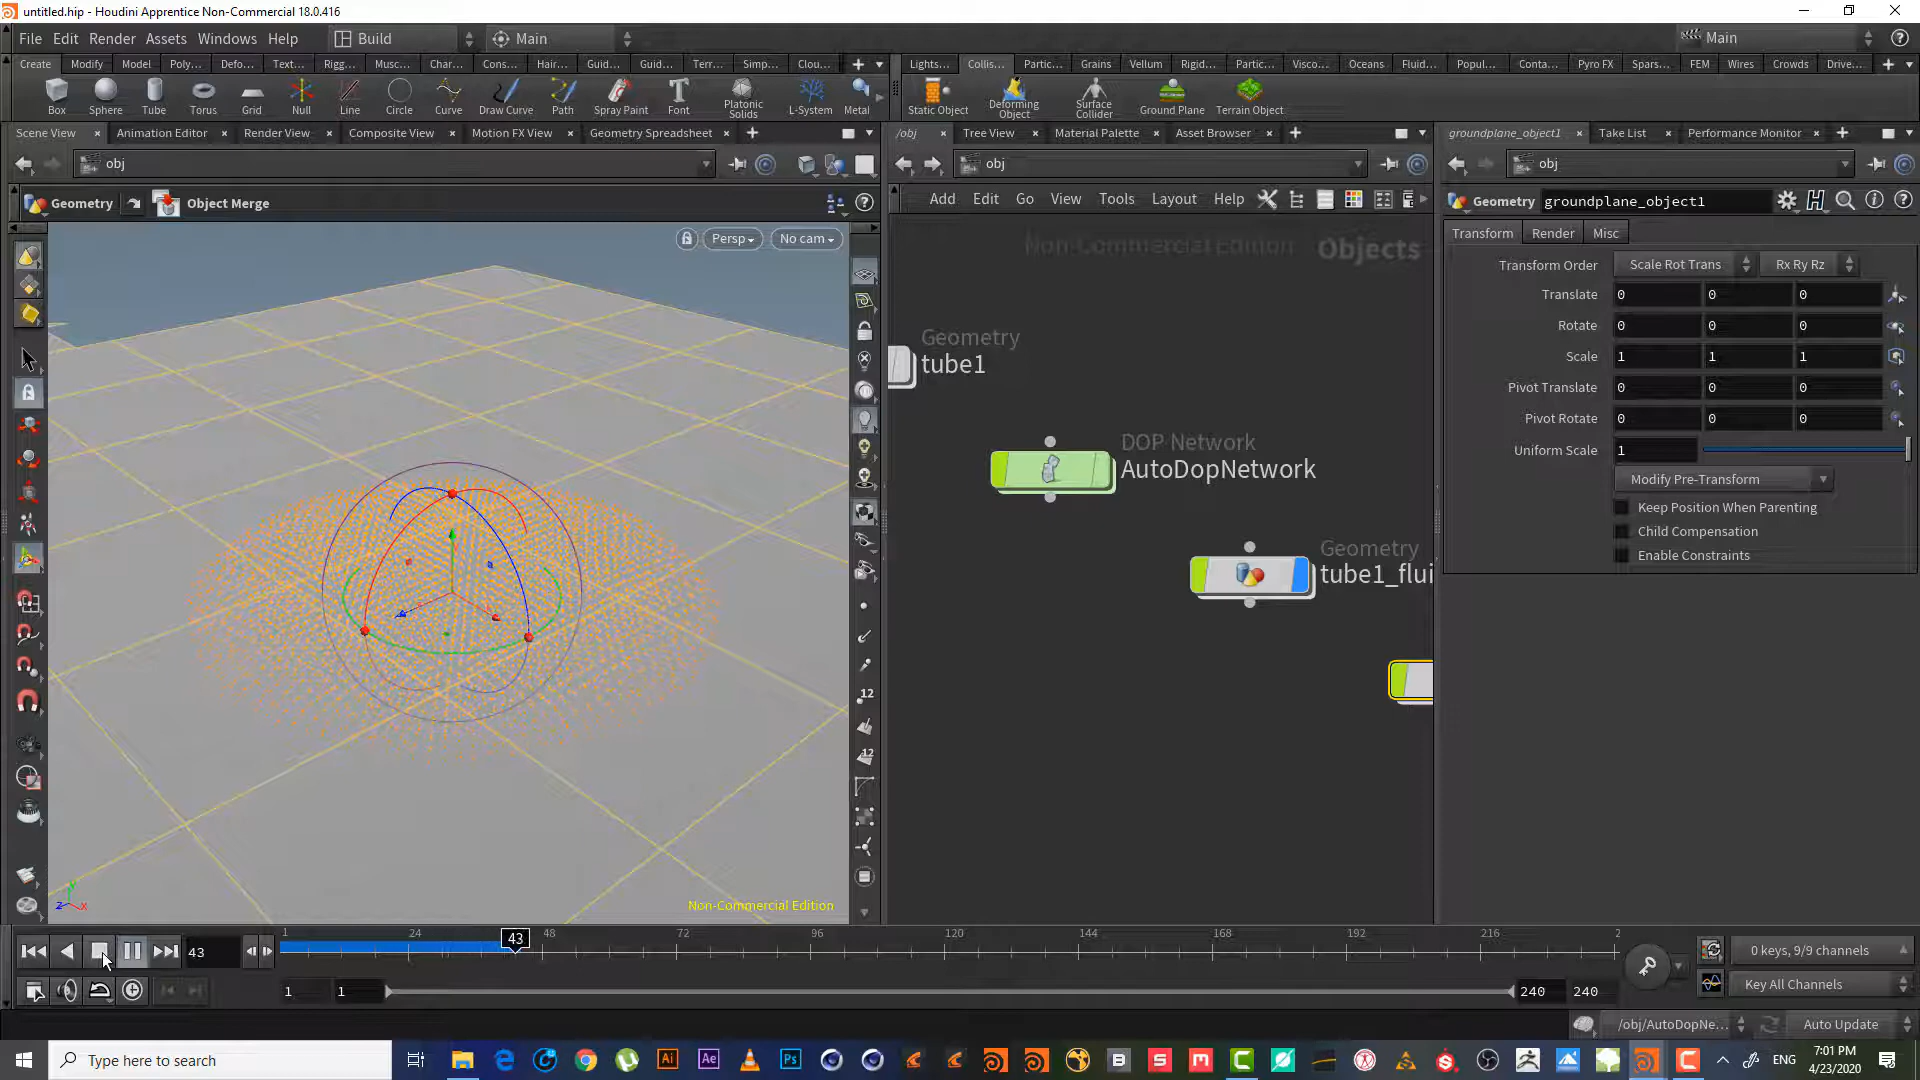 untitled.hip - Houdini Apprentice Non-Commercial 18.0.416
File Edit Render Assets Windows Help Build Main Main
Create Modify Model Poly... Defo... Text... Rigg... Musc... Char... Cons... Hair... Guid... Guid... Terr... Simp... Clou...
Lights... Collis... Partic... Grains Vellum Rigid... Partic... Visco... Oceans Fluid... Popul... Conta... Pyro FX Spars... FEM Wires Crowds Drive...
Box Sphere Tube Torus Grid Null Line Circle Curve Draw Curve Path Spray Paint Font Platonic Solids L-System Metal
Static Object Deforming Object Surface Collider Ground Plane Terrain Object
Scene View Animation Editor Render View Composite View Motion FX View Geometry Spreadsheet
/obj Tree View Material Palette Asset Browser
groundplane_object1 Take List Performance Monitor
obj
obj
obj
Geometry Object Merge
Add Edit Go View Tools Layout Help
Geometry groundplane_object1
Persp No cam
Non-Commercial Edition Objects
Transform Render Misc
Transform Order Scale Rot Trans Rx Ry Rz
Translate 0 0 0
Rotate 0 0 0
Scale 1 1 1
Pivot Translate 0 0 0
Pivot Rotate 0 0 0
Uniform Scale 1
Modify Pre-Transform
Keep Position When Parenting
Child Compensation
Enable Constraints
Geometry
tube1
DOP Network
AutoDopNetwork
Geometry
tube1_flui
12
12
y
z x
Non-Commercial Edition
43
1 24 43 48 72 96 120 144 168 192 216 2
0 keys, 9/9 channels
1 1 240 240
Key All Channels
/obj/AutoDopNe... Auto Update
Type here to search
Ai Ae Ps B S M C
ENG
7:01 PM
4/23/2020